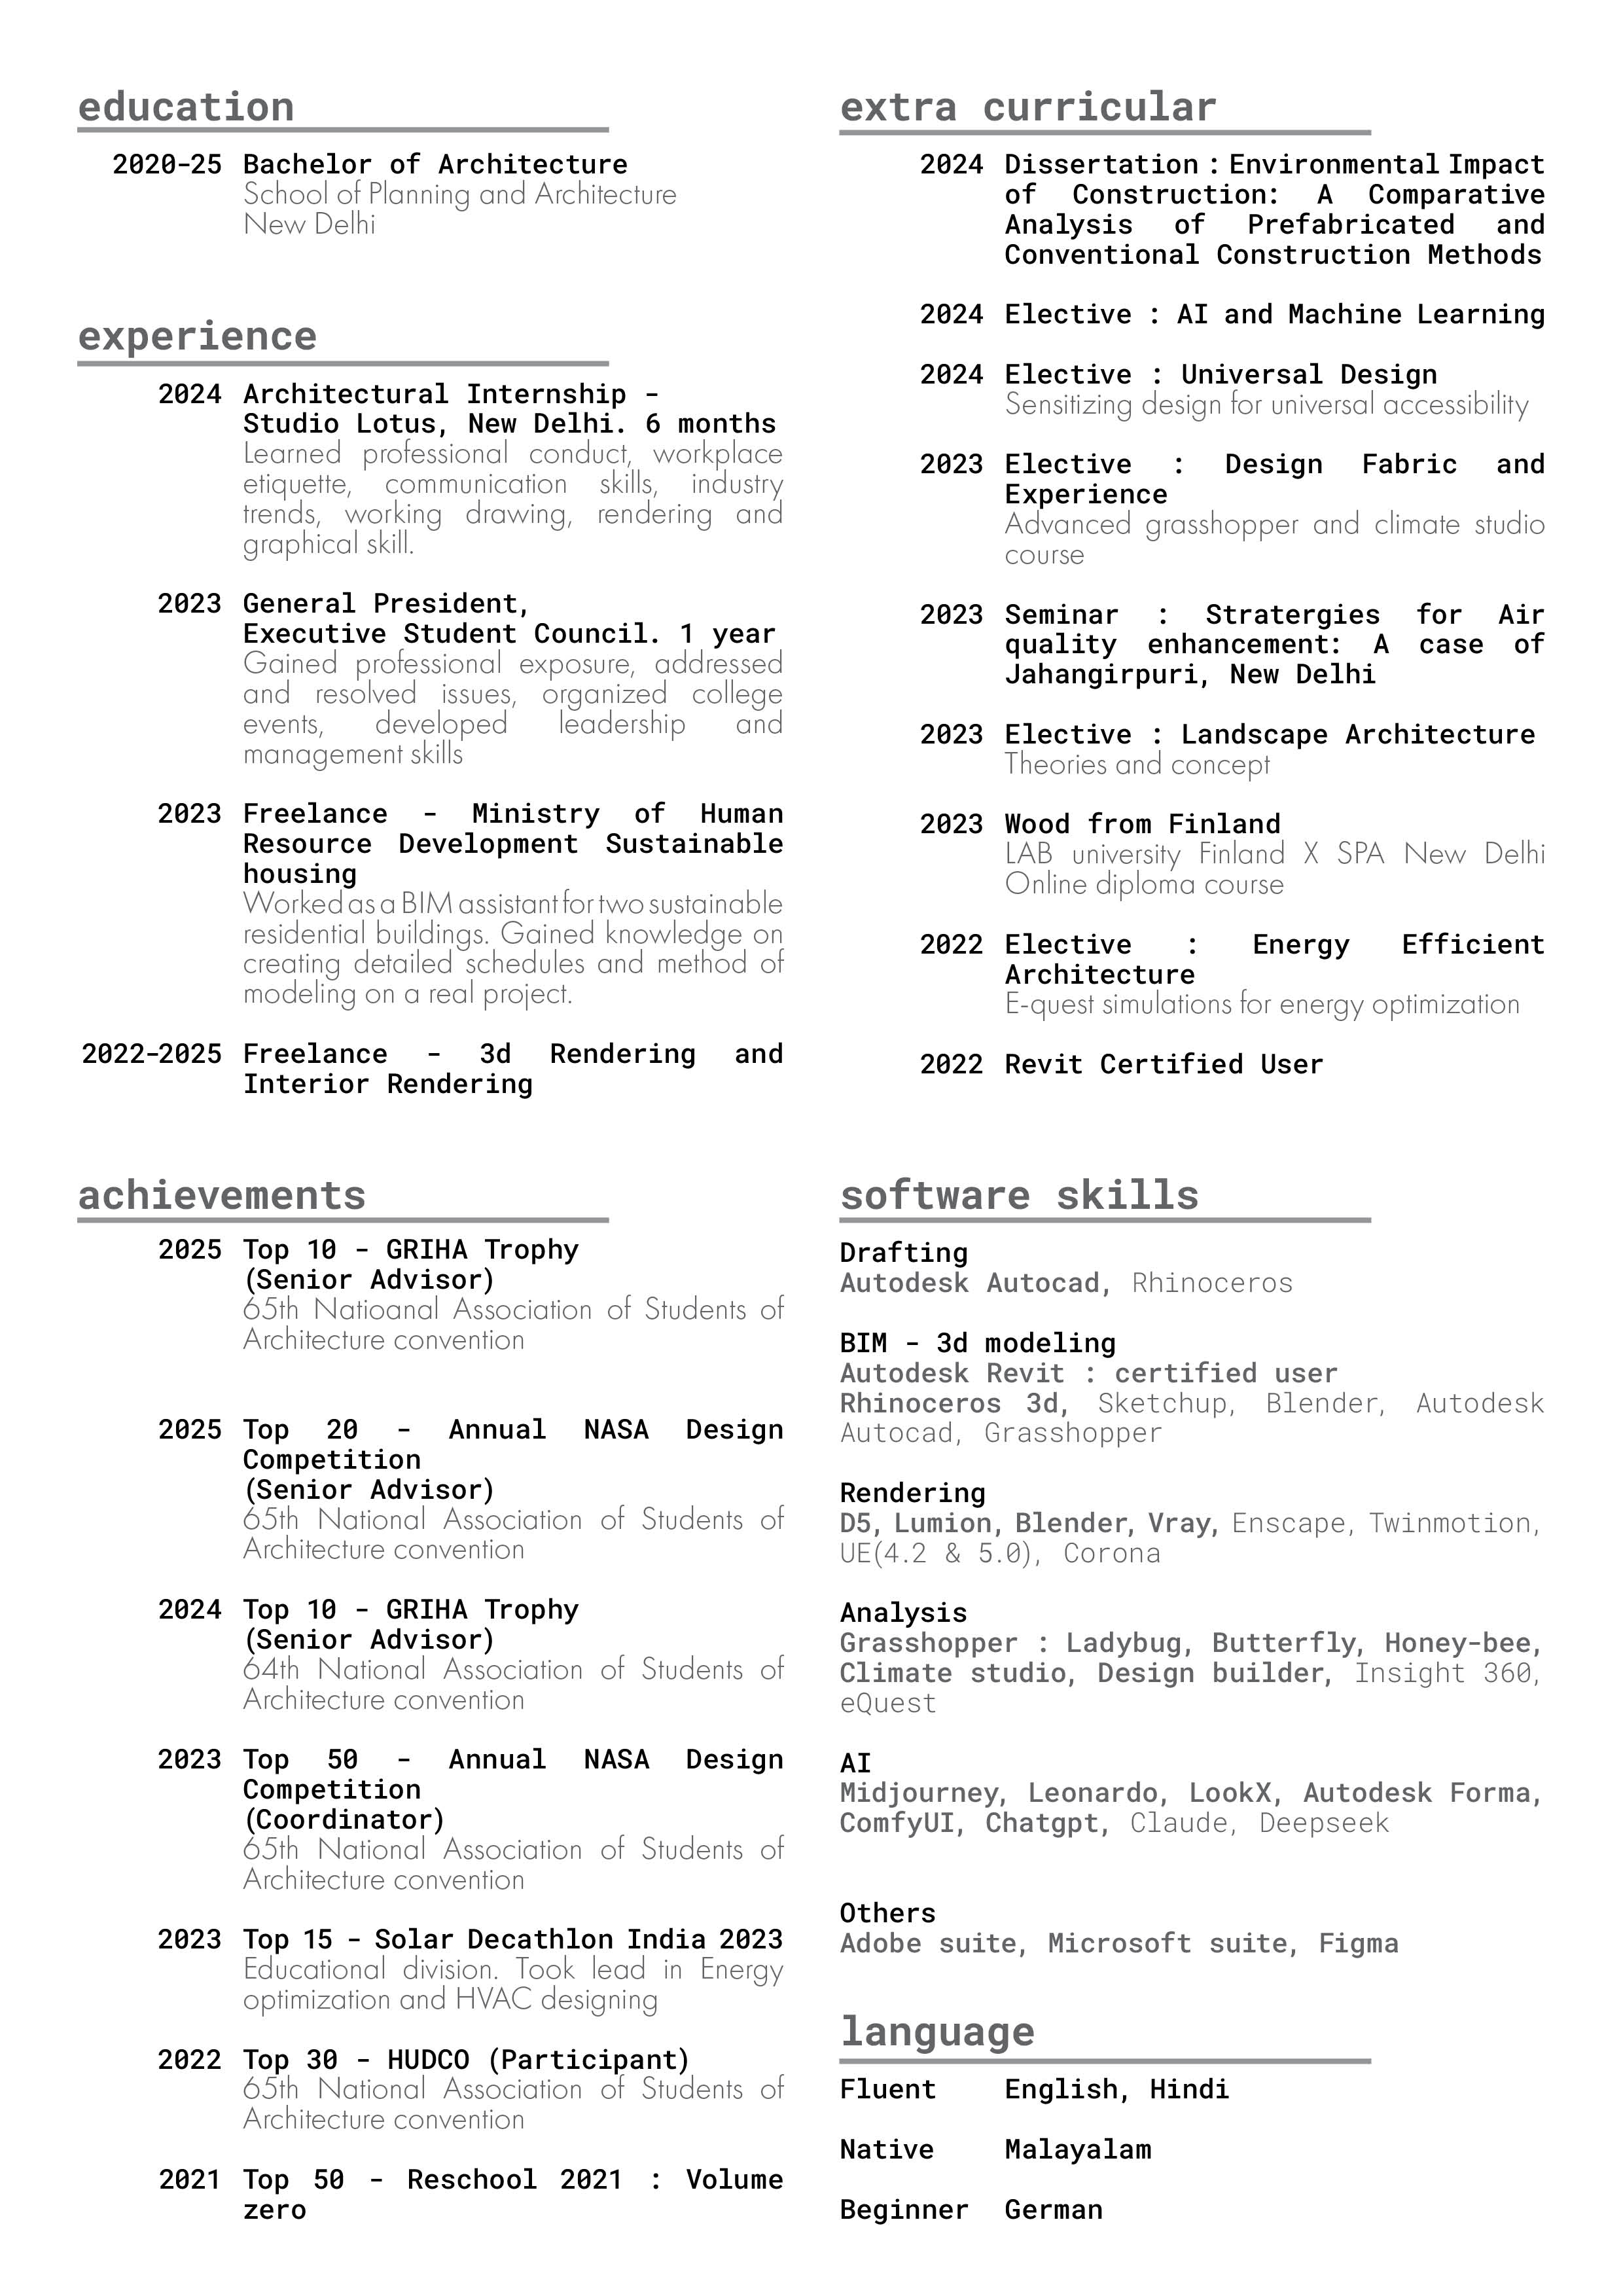 education
2020-25 Bachelor of Architecture
School of Planning and Architecture
New Delhi
experience
2024 Architectural Internship -
Studio Lotus, New Delhi. 6 months
Learned professional conduct, workplace
etiquette, communication skills, industry
trends, working drawing, rendering and
graphical skill.
2023 General President,
Executive Student Council. 1 year
Gained professional exposure, addressed
and resolved issues, organized college
events, developed leadership and
management skills
2023 Freelance - Ministry of Human
Resource Development Sustainable
housing
Worked as a BIM assistant for two sustainable
residential buildings. Gained knowledge on
creating detailed schedules and method of
modeling on a real project.
2022-2025 Freelance - 3d Rendering and
Interior Rendering
achievements
2025 Top 10 - GRIHA Trophy
(Senior Advisor)
65th Natioanal Association of Students of
Architecture convention
2025 Top 20 - Annual NASA Design
Competition
(Senior Advisor)
65th National Association of Students of
Architecture convention
2024 Top 10 - GRIHA Trophy
(Senior Advisor)
64th National Association of Students of
Architecture convention
2023 Top 50 - Annual NASA Design
Competition
(Coordinator)
65th National Association of Students of
Architecture convention
2023 Top 15 - Solar Decathlon India 2023
Educational division. Took lead in Energy
optimization and HVAC designing
2022 Top 30 - HUDCO (Participant)
65th National Association of Students of
Architecture convention
2021 Top 50 - Reschool 2021 : Volume
zero
extra curricular
2024 Dissertation : Environmental Impact
of Construction: A Comparative
Analysis of Prefabricated and
Conventional Construction Methods
2024 Elective : AI and Machine Learning
2024 Elective : Universal Design
Sensitizing design for universal accessibility
2023 Elective : Design Fabric and
Experience
Advanced grasshopper and climate studio
course
2023 Seminar : Stratergies for Air
quality enhancement: A case of
Jahangirpuri, New Delhi
2023 Elective : Landscape Architecture
Theories and concept
2023 Wood from Finland
LAB university Finland X SPA New Delhi
Online diploma course
2022 Elective : Energy Efficient
Architecture
E-quest simulations for energy optimization
2022 Revit Certified User
software skills
Drafting
Autodesk Autocad, Rhinoceros
BIM - 3d modeling
Autodesk Revit : certified user
Rhinoceros 3d, Sketchup, Blender, Autodesk
Autocad, Grasshopper
Rendering
D5, Lumion, Blender, Vray, Enscape, Twinmotion,
UE(4.2 & 5.0), Corona
Analysis
Grasshopper : Ladybug, Butterfly, Honey-bee,
Climate studio, Design builder, Insight 360,
eQuest
AI
Midjourney, Leonardo, LookX, Autodesk Forma,
ComfyUI, Chatgpt, Claude, Deepseek
Others
Adobe suite, Microsoft suite, Figma
language
Fluent English, Hindi
Native Malayalam
Beginner German